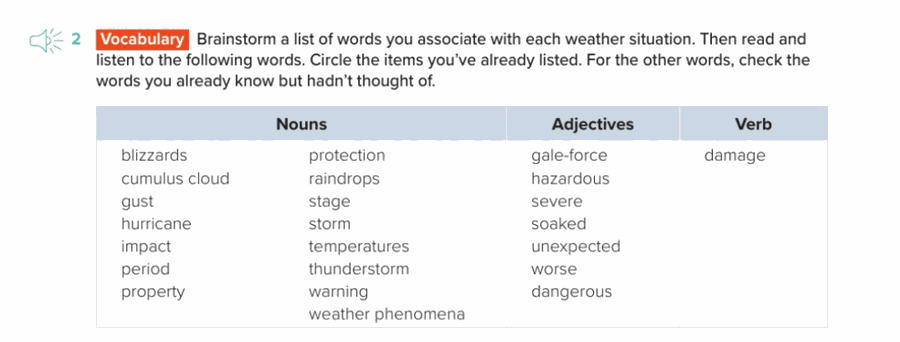 2 Vocabulary Brainstorm a list of words you associate with each weather situation. Then read and
listen to the following words. Circle the items you've already listed. For the other words, check the
words you already know but hadn't thought of.
Nouns Adjectives Verb
blizzards protection gale-force damage
cumulus cloud raindrops hazardous
gust stage severe
hurricane storm soaked
impact temperatures unexpected
period thunderstorm worse
property warning dangerous
weather phenomena